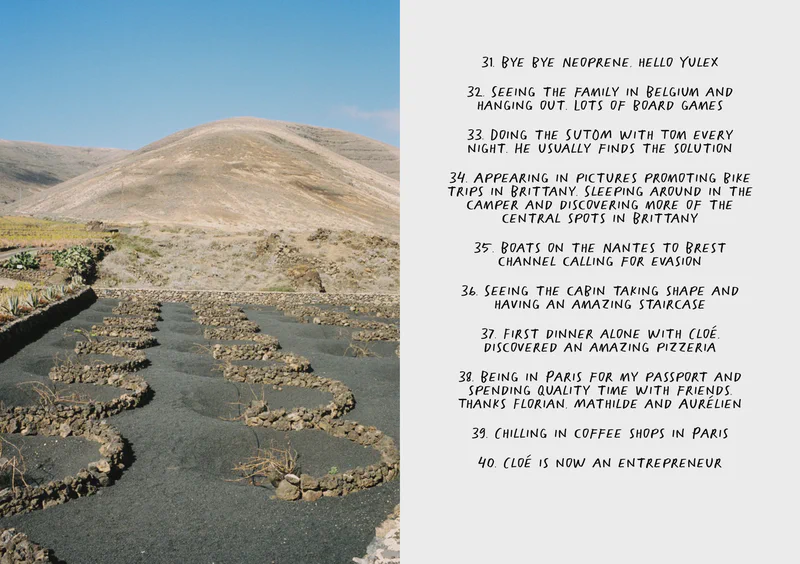 31. Bye bye neoprene. Hello Yulex
32. Seeing the family in Belgium and
hanging out. Lots of board games
33. Doing the SUTOM with Tom every
night. He usually finds the solution
34. Appearing in pictures promoting bike
trips in Brittany. Sleeping around in the
camper and discovering more of the
central spots in Brittany
35. Boats on the Nantes to Brest
channel calling for evasion
36. Seeing the cabin taking shape and
having an amazing staircase
37. First dinner alone with Cloé.
Discovered an amazing pizzeria
38. Being in Paris for my passport and
spending quality time with friends.
Thanks Florian, Mathilde and Aurélien
39. Chilling in coffee shops in Paris
40. Cloé is now an entrepreneur